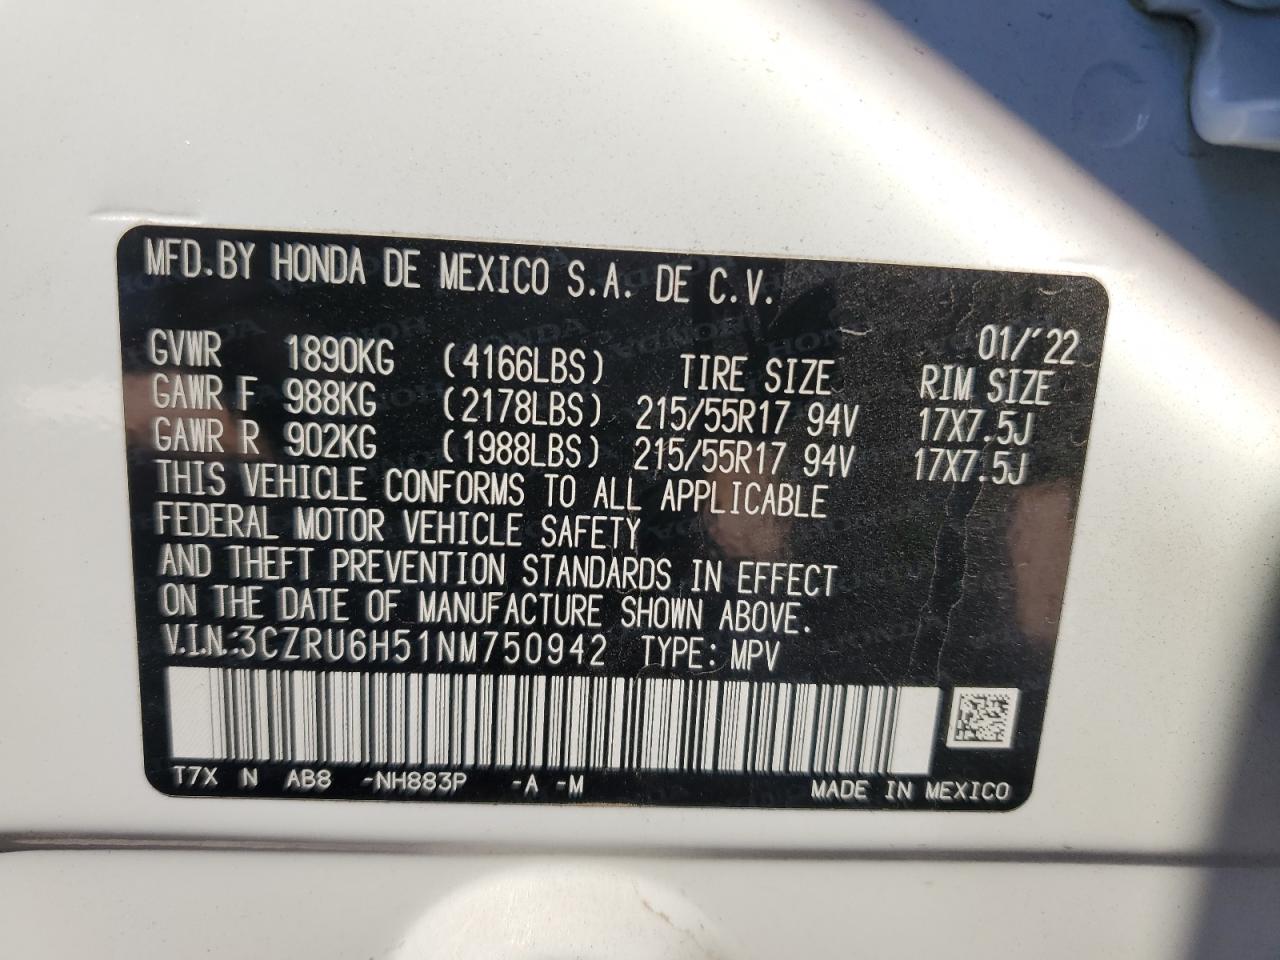 MFD.BY HONDA DE MEXICO S.A. DE C.V.
01/'22
GVWR 1890KG (4166LBS) TIRE SIZE RIM SIZE
GAWR F 988KG (2178LBS) 215/55R17 94V 17X7.5J
GAWR R 902KG (1988LBS) 215/55R17 94V 17X7.5J
THIS VEHICLE CONFORMS TO ALL APPLICABLE
FEDERAL MOTOR VEHICLE SAFETY
AND THEFT PREVENTION STANDARDS IN EFFECT
ON THE DATE OF MANUFACTURE SHOWN ABOVE.
V.I.N.:3CZRU6H51NM750942 TYPE: MPV
T7X N AB8 -NH883P -A -M MADE IN MEXICO